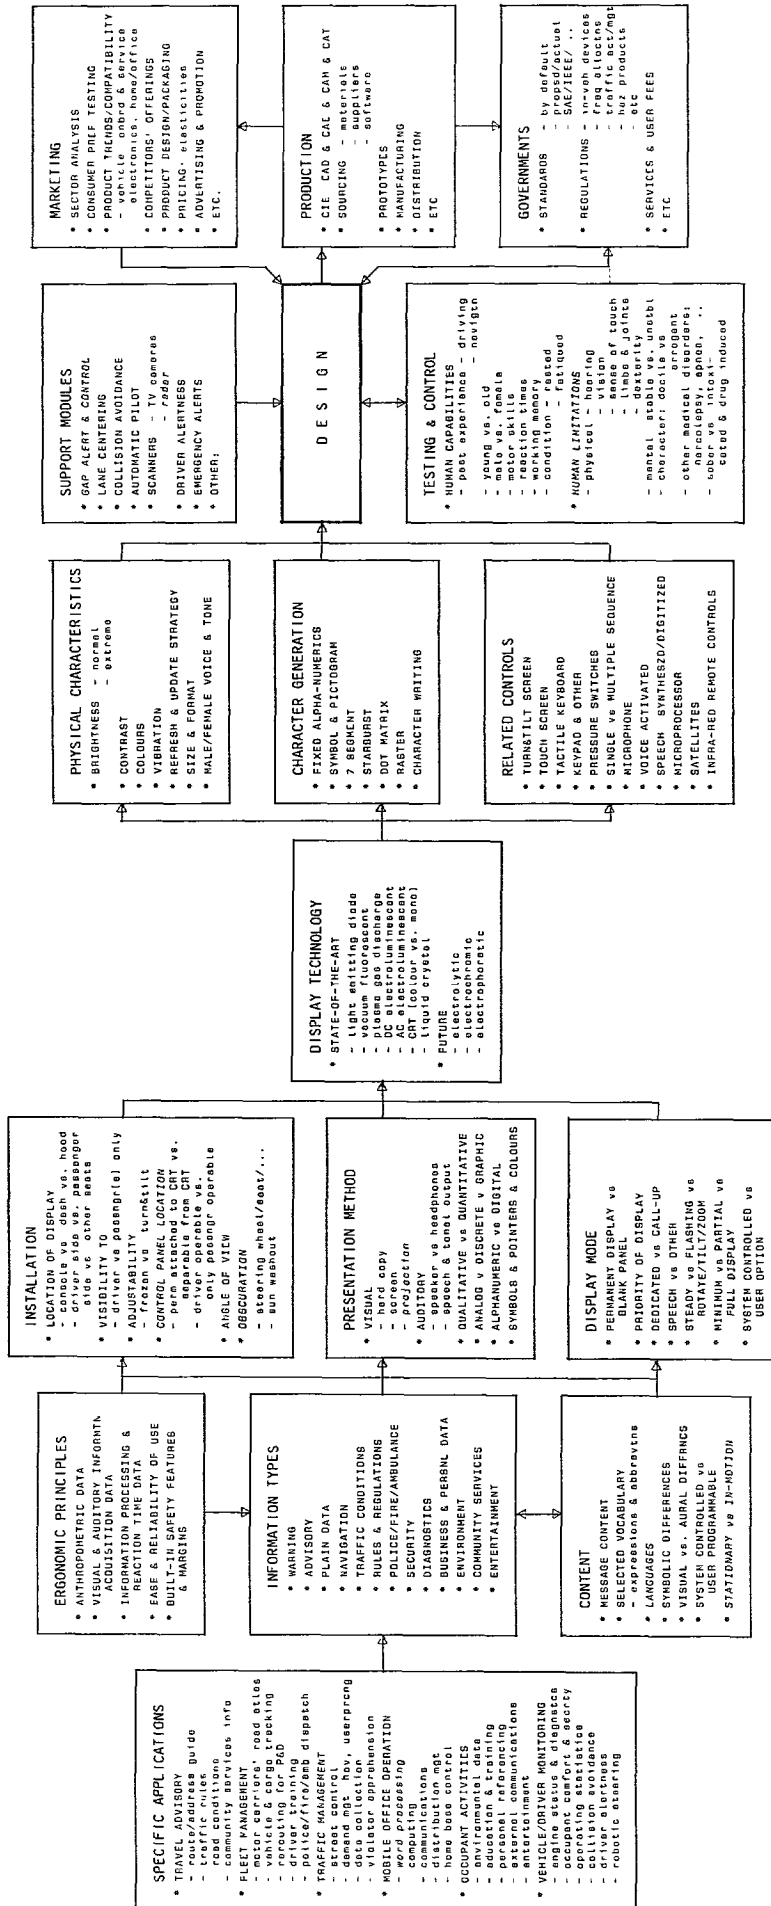 SPECIFIC APPLICATIONS
* TRAVEL ADVISORY
- route/address guide
- traffic rules
road conditions
- community services info
* FLEET MANAGEMENT
- motor carriers' road atlas
- vehicle & cargo tracking
- rerouting for P&D
- driver training
- police/fire/amb dispatch
* TRAFFIC MANAGEMENT
- street control
- demand mgt hov, userprcng
- data collection
- violator apprehension
* MOBILE OFFICE OPERATION
- word processing
- computing
- communications
- distribution mgt
- home base control
* OCCUPANT ACTIVITIES
- environmental data
- education & training
- personal referencing
- external communications
- entertainment
* VEHICLE/DRIVER MONITORING
- engine status & diagnstcs
- occupant comfort & secrty
- operating statistics
- collision avoidance
- driver alertness
- robotic steering
ERGONOMIC PRINCIPLES
* ANTHROPOMETRIC DATA
* VISUAL & AUDITORY INFORMTN
ACQUISITION DATA
* INFORMATION PROCESSING &
REACTION TIME DATA
* EASE & RELIABILITY OF USE
* BUILT-IN SAFETY FEATURES
& MARGINS
INFORMATION TYPES
* WARNING
* ADVISORY
* PLAIN DATA
* NAVIGATION
* TRAFFIC CONDITIONS
* RULES & REGULATIONS
* POLICE/FIRE/AMBULANCE
* SECURITY
* DIAGNOSTICS
* BUSINESS & PERSNL DATA
* ENVIRONMENT
* COMMUNITY SERVICES
* ENTERTAINMENT
CONTENT
* MESSAGE CONTENT
* SELECTED VOCABULARY
- expressions & abbravtns
* LANGUAGES
* SYMBOLIC DIFFERENCES
* VISUAL vs. AURAL DIFFRNCS
* SYSTEM CONTROLLED vs
USER PROGRAMMABLE
* STATIONARY vs IN-MOTION
INSTALLATION
* LOCATION OF DISPLAY
- console vs dash vs. hood
- driver side vs. passenger
side vs other seats
* VISIBILITY TO
- driver vs pasngr(s) only
* ADJUSTABILITY
- frozen vs turn&tilt
* CONTROL PANEL LOCATION
- perm attached to CRT vs.
separable from CRT
- driver operable vs.
only passngr operable
* ANGLE OF VIEW
* OBSCURATION
- steering wheel/seat/...
- sun washout
PRESENTATION METHOD
* VISUAL
- hard copy
- screen
- projection
* AUDITORY
- speaker vs headphones
- speech & tonal output
* QUALITATIVE vs QUANTITATIVE
* ANALOG v DISCRETE v GRAPHIC
* ALPHANUMERIC vs DIGITAL
* SYMBOLS & POINTERS & COLOURS
DISPLAY MODE
* PERMANENT DISPLAY vs
BLANK PANEL
* PRIORITY OF DISPLAY
* DEDICATED vs CALL-UP
* SPEECH vs OTHER
* STEADY vs FLASHING vs
ROTATE/TILT/ZOOM
* MINIMUM vs PARTIAL vs
FULL DISPLAY
* SYSTEM CONTROLLED vs
USER OPTION
DISPLAY TECHNOLOGY
* STATE-OF-THE-ART
- light emitting diode
- vacuum fluorescent
- plasma gas discharge
- DC electroluminescent
- AC electroluminescent
- CRT (colour vs. mono)
- liquid crystal
* FUTURE
- electrolytic
- electrochromic
- electrophoratic
PHYSICAL CHARACTERISTICS
* BRIGHTNESS - normal
- extreme
* CONTRAST
* COLOURS
* VIBRATION
* REFRESH & UPDATE STRATEGY
* SIZE & FORMAT
* MALE/FEMALE VOICE & TONE
CHARACTER GENERATION
* FIXED ALPHA-NUMERICS
* SYMBOL & PICTOGRAM
* 7 SEGMENT
* STARBURST
* DOT MATRIX
* RASTER
* CHARACTER WRITING
RELATED CONTROLS
* TURN&TILT SCREEN
* TOUCH SCREEN
* TACTILE KEYBOARD
* KEYPAD & OTHER
* PRESSURE SWITCHES
* SINGLE vs MULTIPLE SEQUENCE
* MICROPHONE
* VOICE ACTIVATED
* SPEECH SYNTHESZD/DIGITIZED
* MICROPROCESSOR
* SATELLITES
* INFRA-RED REMOTE CONTROLS
SUPPORT MODULES
* GAP ALERT & CONTROL
* LANE CENTERING
* COLLISION AVOIDANCE
* AUTOMATIC PILOT
* SCANNERS - TV cameras
- radar
* DRIVER ALERTNESS
* EMERGENCY ALERTS
* OTHER:
DESIGN
TESTING & CONTROL
* HUMAN CAPABILITIES
- past experience - driving
- navigtn
- young vs. old
- male vs. female
- motor skills
- reaction times
- working memory
- condition - rested
- fatigued
* HUMAN LIMITATIONS
- physical - hearing
- vision
- sense of touch
- limbs & joints
- dexterity
- mental stable vs. unstbl
- character: docile vs
arrogant
- other medical disorders:
narcolepsy, apnea, ..
- sober vs intoxi-
cated & drug induced
MARKETING
* SECTOR ANALYSIS
* CONSUMER PREF TESTING
* PRODUCT TRENDS/COMPATIBILITY
- vehicle onbrd & service
electronics, home/office
* COMPETITORS' OFFERINGS
* PRODUCT DESIGN/PACKAGING
* PRICING: elasticities
* ADVERTISING & PROMOTION
* ETC.
PRODUCTION
* CIE CAD & CAE & CAM & CAT
* SOURCING - materials
- suppliers
- software
* PROTOTYPES
* MANUFACTURING
* DISTRIBUTION
* ETC
GOVERNMENTS
* STANDARDS - by default
- propsd/actual
- SAE/IEEE/ ..
* REGULATIONS - in-veh devices
- freq alloctns
- traffic act/mgt
- haz products
- etc
* SERVICES & USER FEES
* ETC